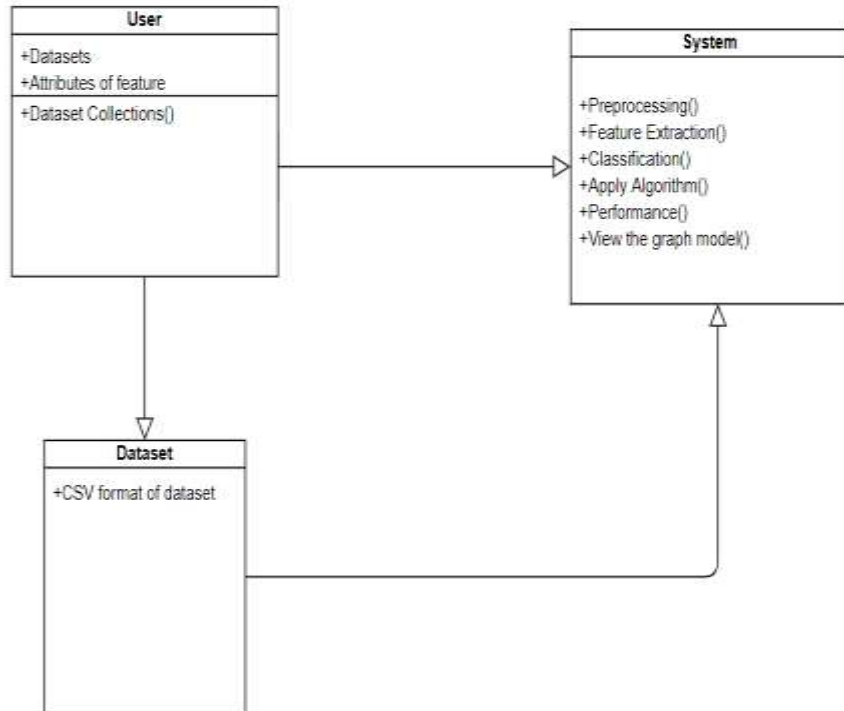 User
+Datasets
+Attributes of feature
+Dataset Collections()
System
+Preprocessing()
+Feature Extraction()
+Classification()
+Apply Algorithm()
+Performance()
+View the graph model()
Dataset
+CSV format of dataset